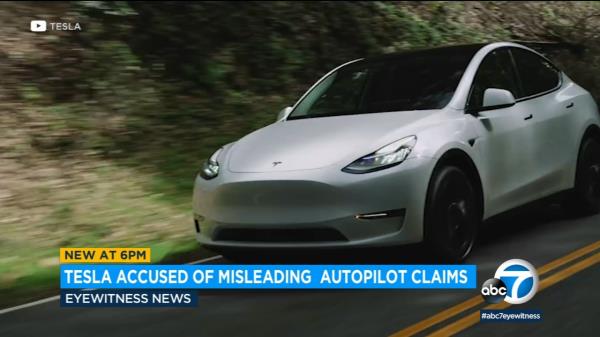 TESLA
NEW AT 6PM
TESLA ACCUSED OF MISLEADING AUTOPILOT CLAIMS
EYEWITNESS NEWS
abc7
#abc7eyewitness